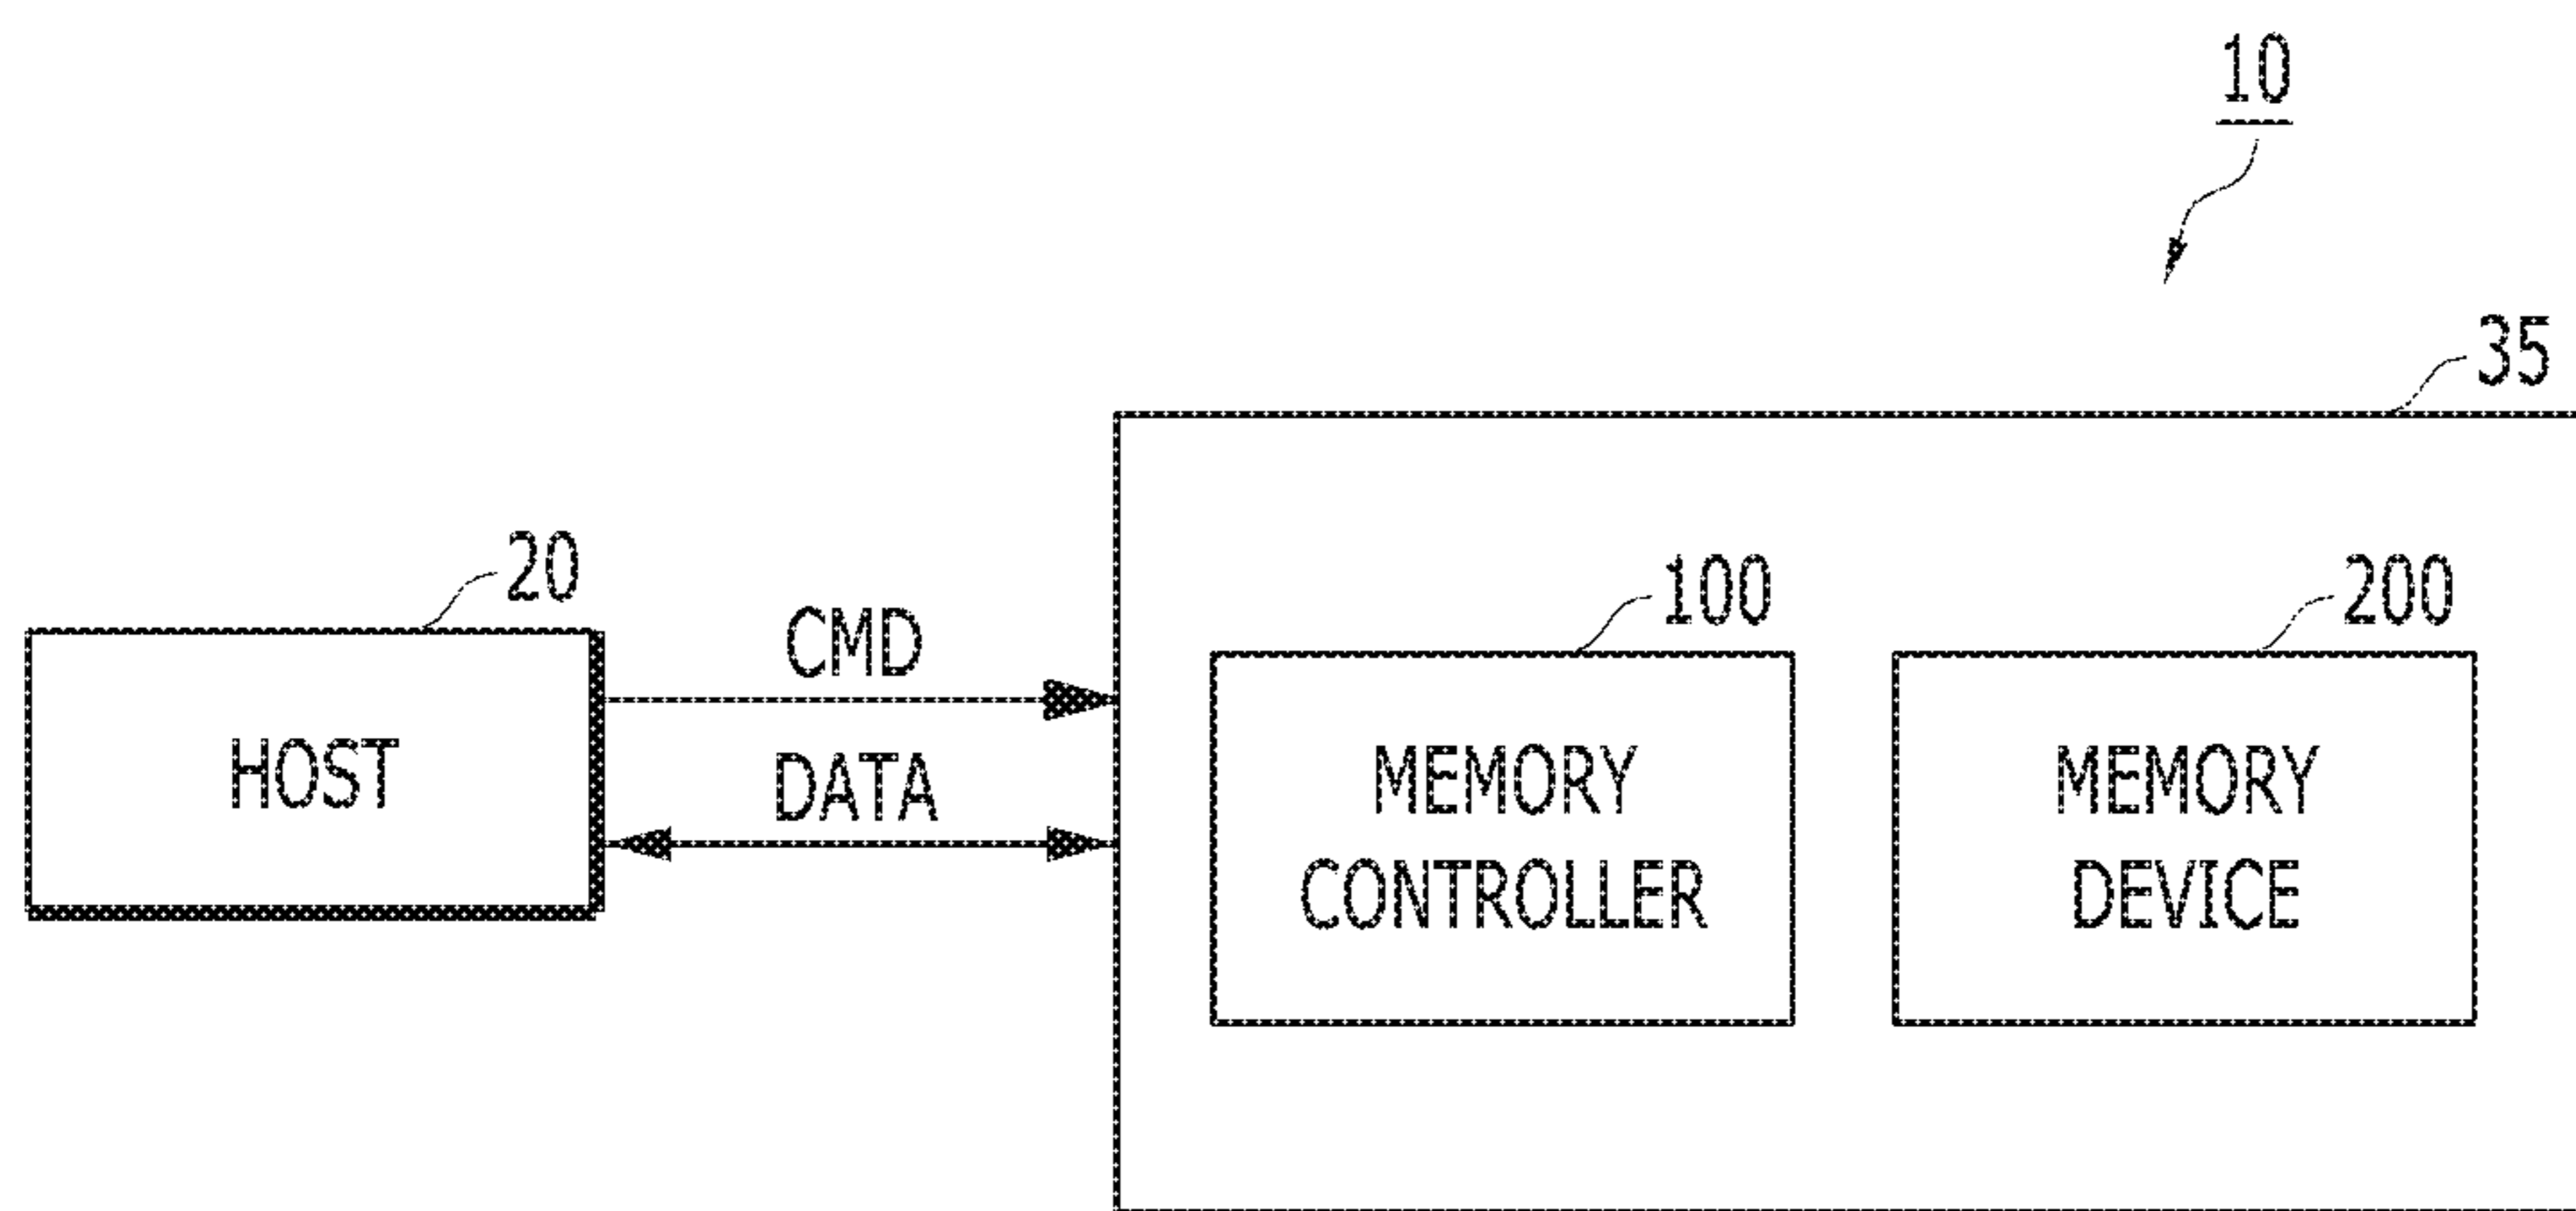 10
35
20
CMD
100
200
HOST
DATA
MEMORY
CONTROLLER
MEMORY
DEVICE